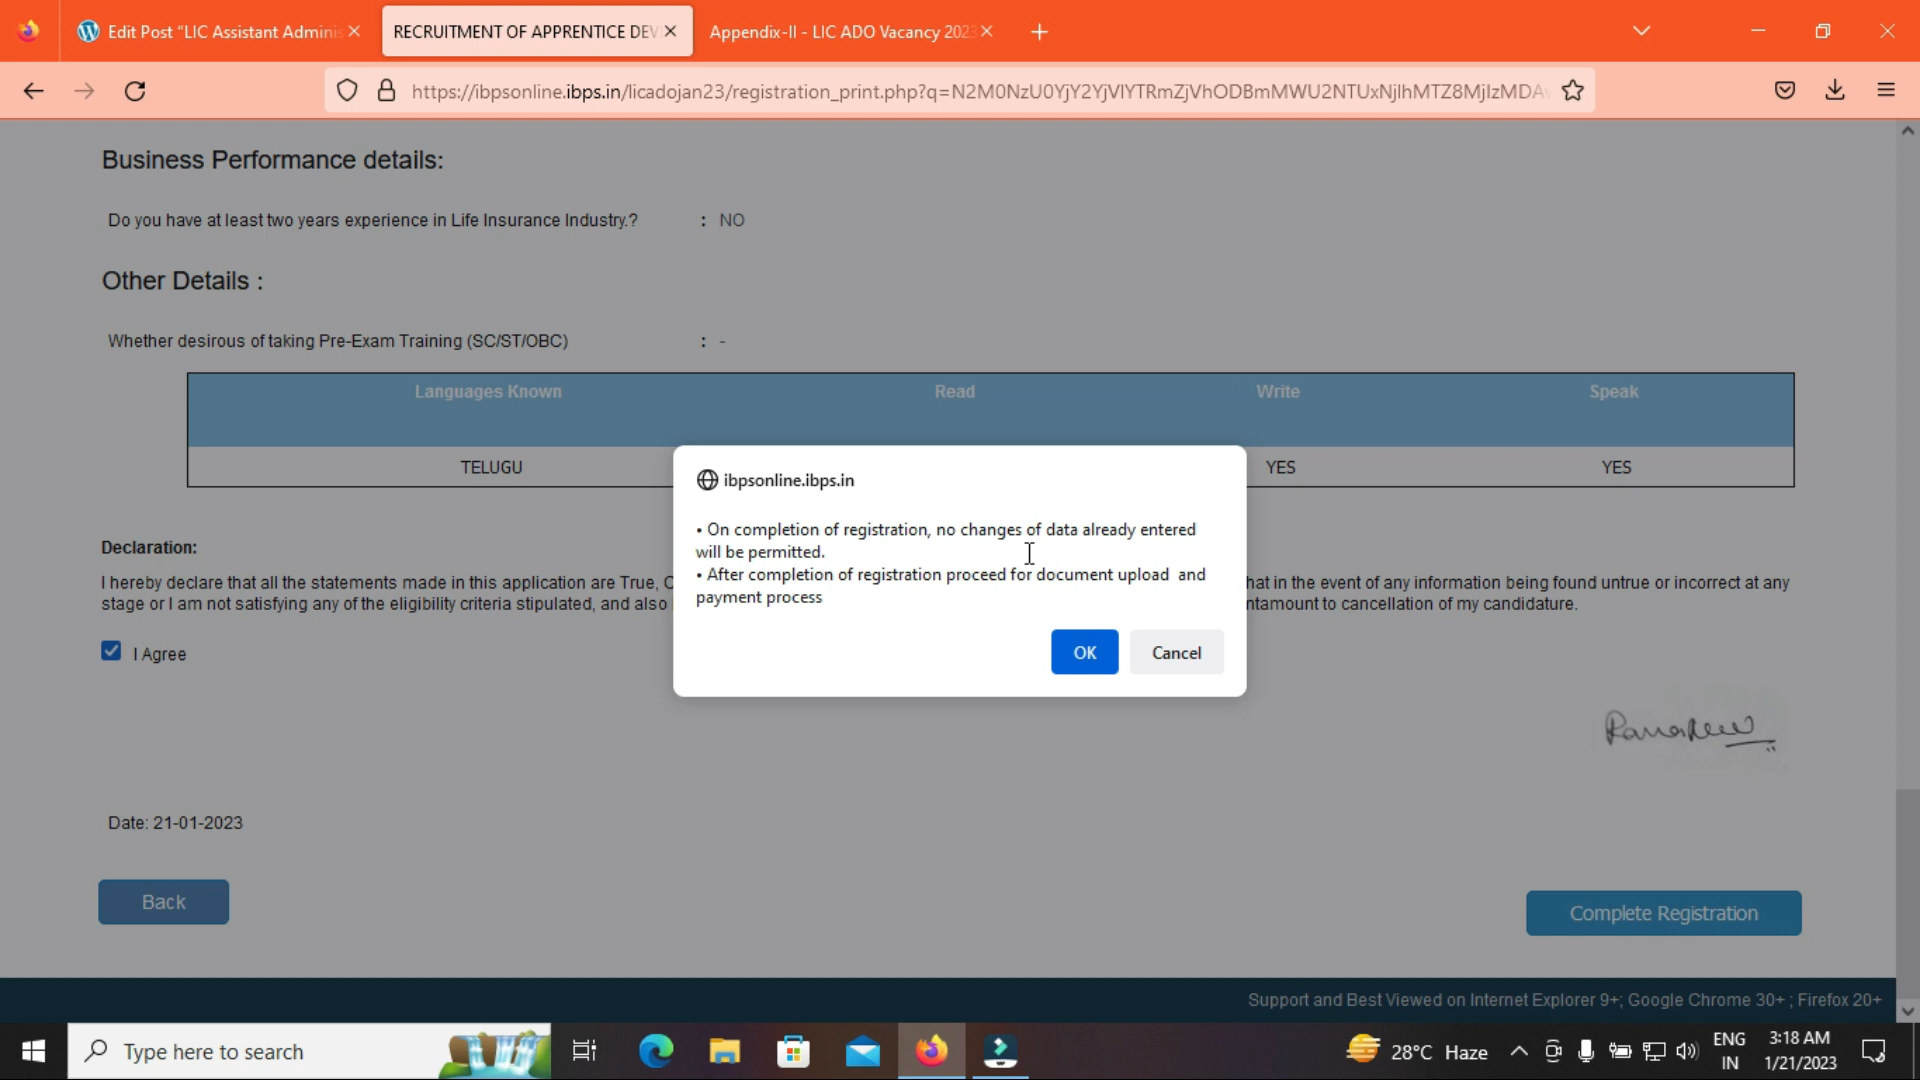 Edit Post "LIC Assistant Adminis
RECRUITMENT OF APPRENTICE DEV
Appendix-II - LIC ADO Vacancy 2023
https://ibpsonline.ibps.in/licadojan23/registration_print.php?q=N2M0NzU0YjY2YjVlYTRmZjVhODBmMWU2NTUxNjlhMTZ8MjIzMDA
Business Performance details:
Do you have at least two years experience in Life Insurance Industry.? : NO
Other Details :
Whether desirous of taking Pre-Exam Training (SC/ST/OBC) : -
Languages Known Read Write Speak
TELUGU YES YES
ibpsonline.ibps.in
• On completion of registration, no changes of data already entered
will be permitted.
• After completion of registration proceed for document upload and
payment process
OK Cancel
Declaration:
I hereby declare that all the statements made in this application are True, C hat in the event of any information being found untrue or incorrect at any
stage or I am not satisfying any of the eligibility criteria stipulated, and also ntamount to cancellation of my candidature.
I Agree
Date: 21-01-2023
Back
Complete Registration
Support and Best Viewed on Internet Explorer 9+; Google Chrome 30+ ; Firefox 20+
Type here to search
28°C Haze
ENG
IN
3:18 AM
1/21/2023